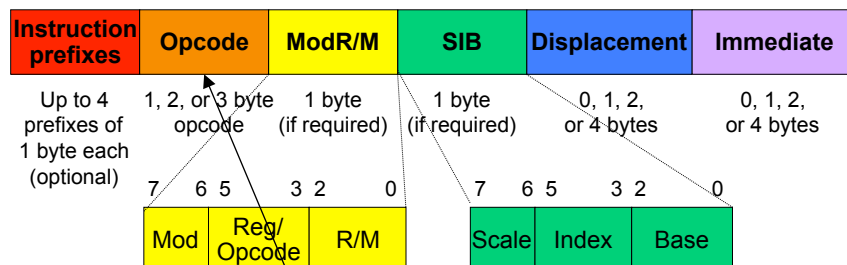 Instruction prefixes
Opcode
ModR/M
SIB
Displacement
Immediate
Up to 4
prefixes of
1 byte each
(optional)
1, 2, or 3 byte
opcode
1 byte
(if required)
1 byte
(if required)
0, 1, 2,
or 4 bytes
0, 1, 2,
or 4 bytes
7 6 5 3 2 0
7 6 5 3 2 0
Mod
Reg/
Opcode
R/M
Scale
Index
Base